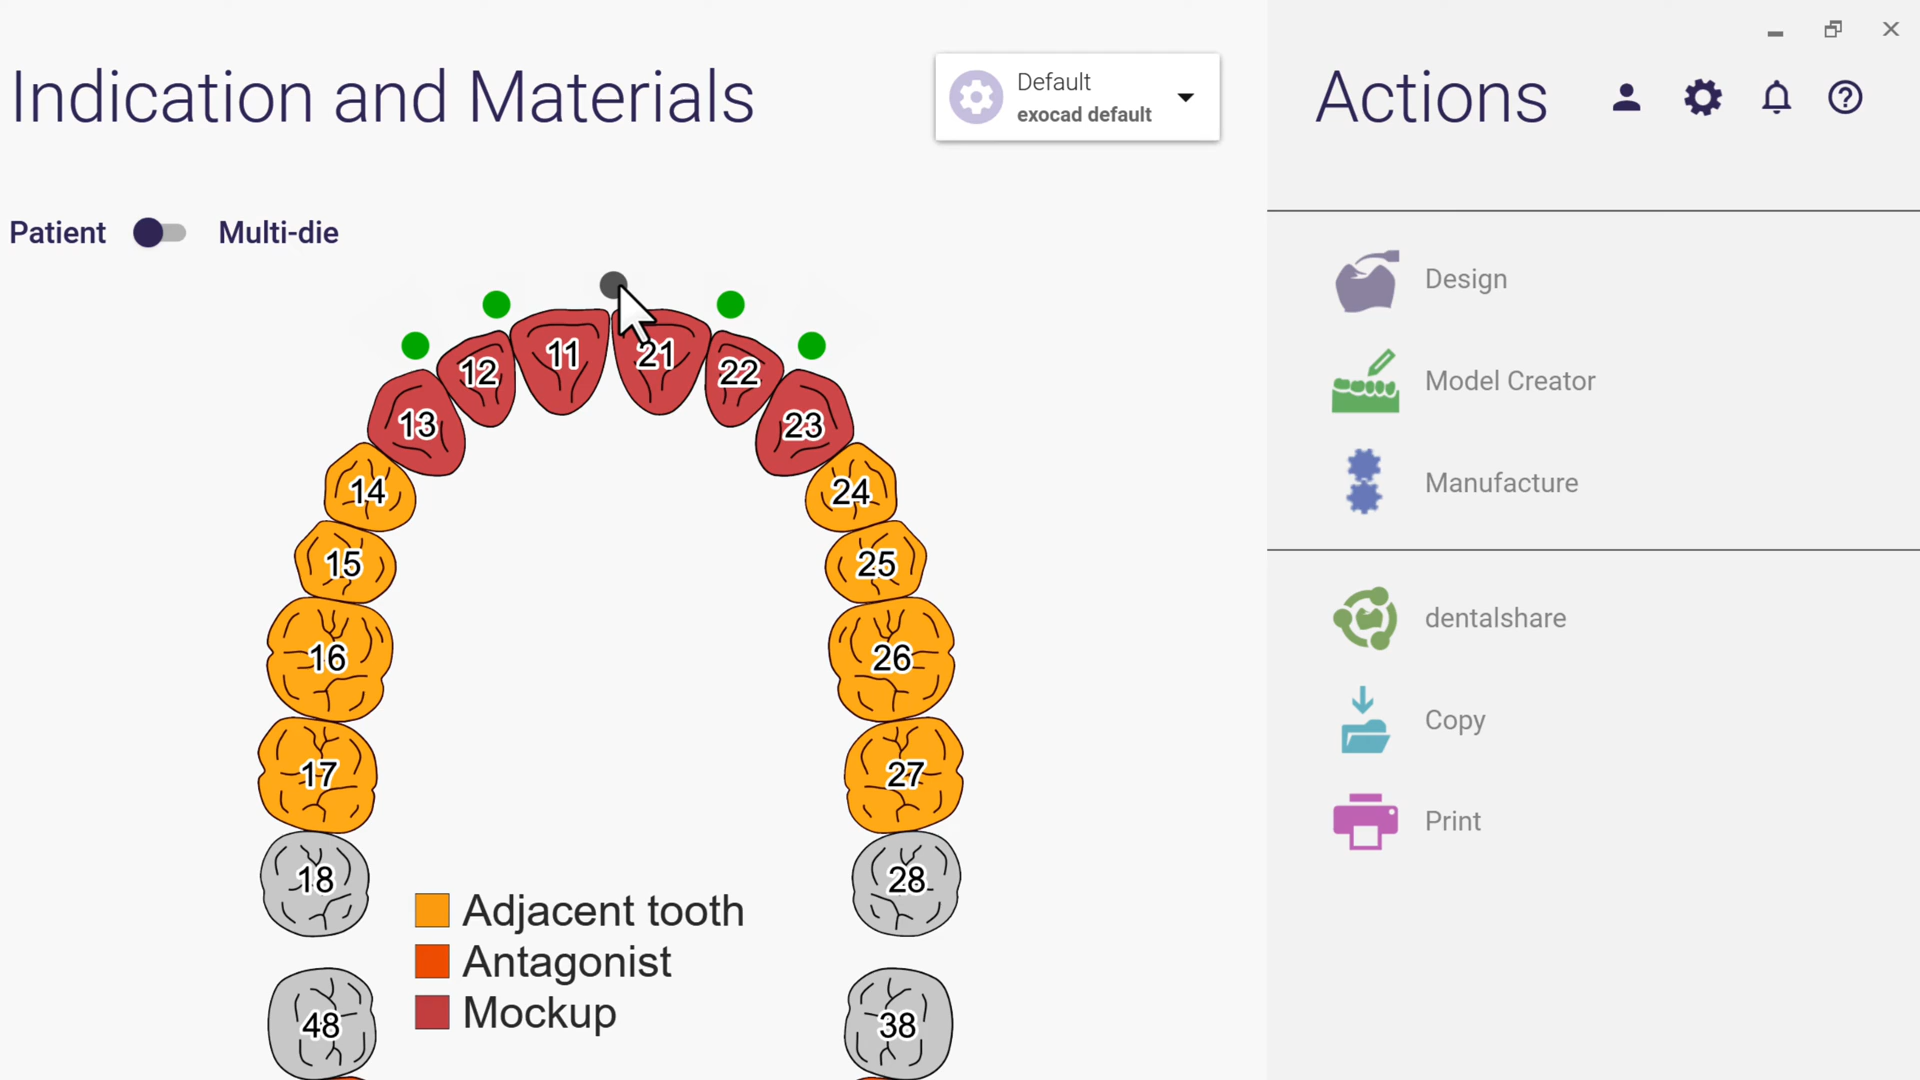 Indication and Materials
Default
exocad default
Actions
Patient
Multi-die
Design
Model Creator
Manufacture
dentalshare
Copy
Print
11
21
12
22
13
23
14
24
15
25
16
26
17
27
18
28
Adjacent tooth
Antagonist
Mockup
48
38